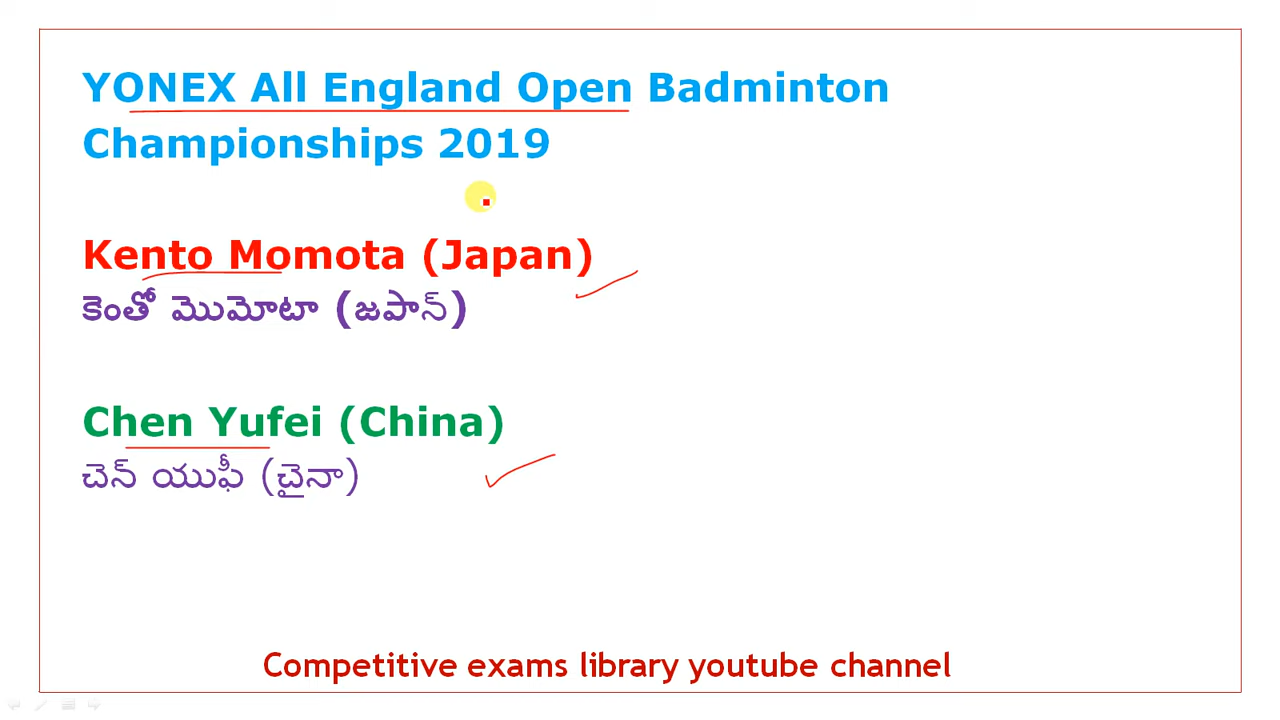 YONEX All England Open Badminton
Championships 2019
Kento Momota (Japan)
కెంతో మొమోటా (జపాన్)
Chen Yufei (China)
చెన్ యుఫీ (చైనా)
Competitive exams library youtube channel